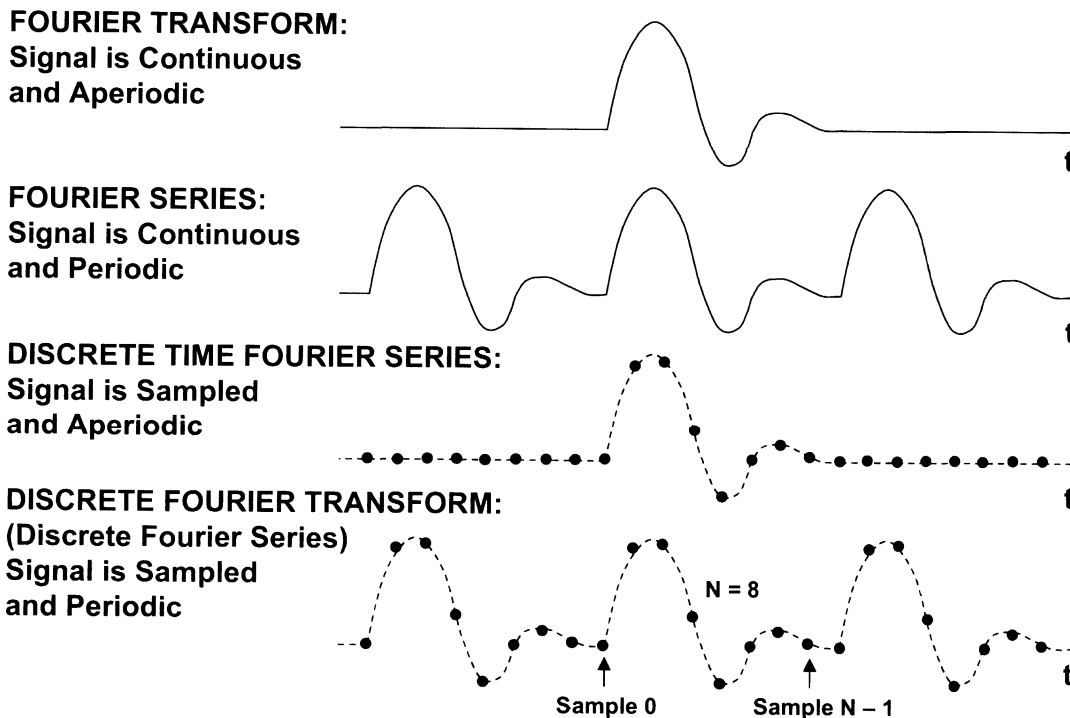 FOURIER TRANSFORM:
Signal is Continuous
and Aperiodic
t
FOURIER SERIES:
Signal is Continuous
and Periodic
t
DISCRETE TIME FOURIER SERIES:
Signal is Sampled
and Aperiodic
t
DISCRETE FOURIER TRANSFORM:
(Discrete Fourier Series)
Signal is Sampled
and Periodic
N = 8
t
Sample 0
Sample N – 1